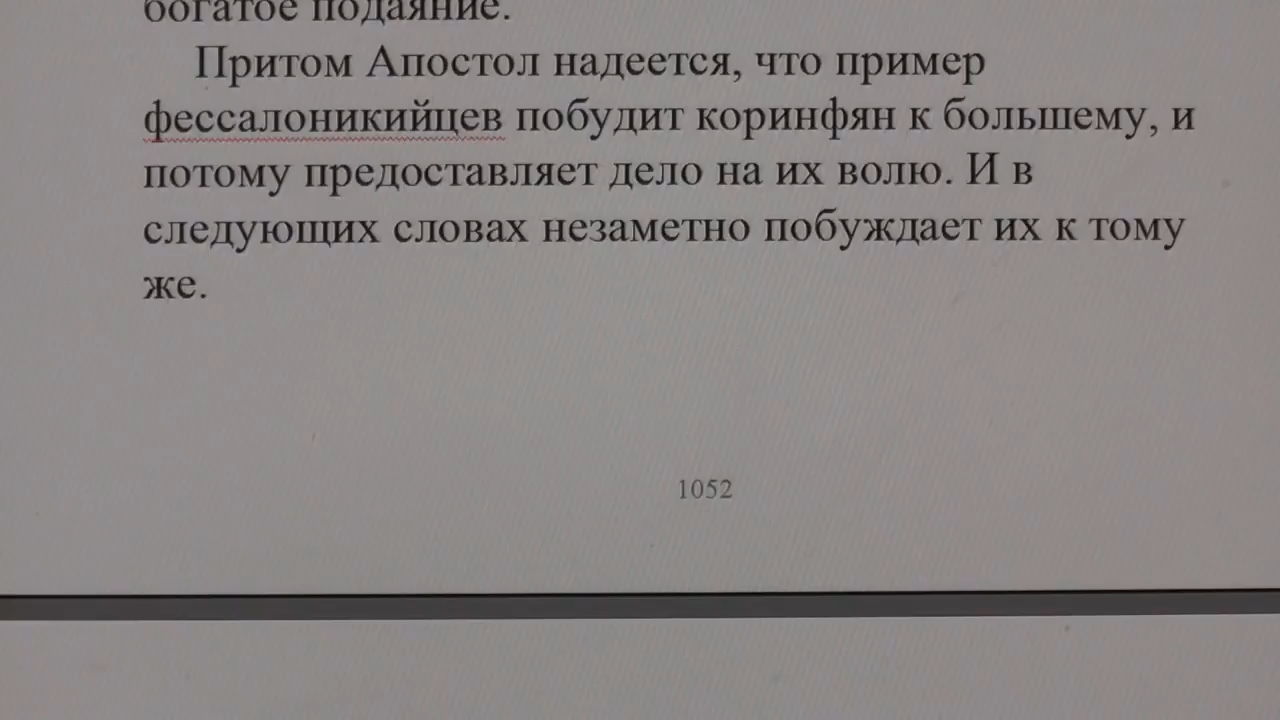 богатое подаяние.
Притом Апостол надеется, что пример
фессалоникийцев побудит коринфян к большему, и
потому предоставляет дело на их волю. И в
следующих словах незаметно побуждает их к тому
же.
1052